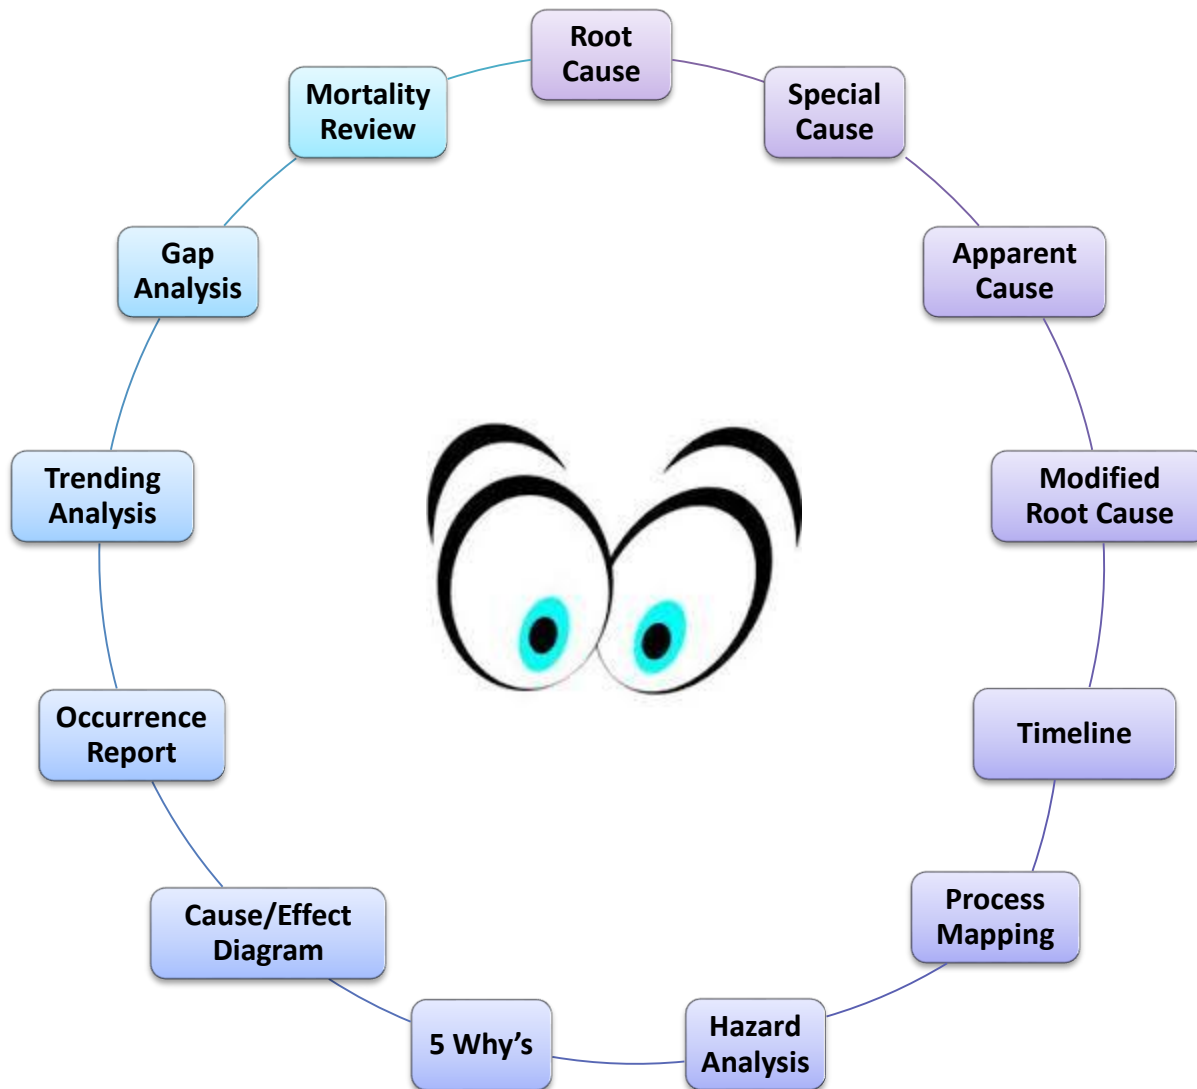 Root
Cause
Special
Cause
Apparent
Cause
Modified
Root Cause
Timeline
Process
Mapping
Hazard
Analysis
5 Why’s
Cause/Effect
Diagram
Occurrence
Report
Trending
Analysis
Gap
Analysis
Mortality
Review